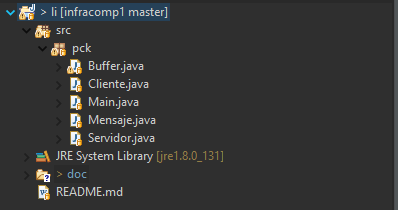 > li [infracomp1 master]
src
pck
Buffer.java
Cliente.java
Main.java
Mensaje.java
Servidor.java
JRE System Library [jre1.8.0_131]
> doc
README.md